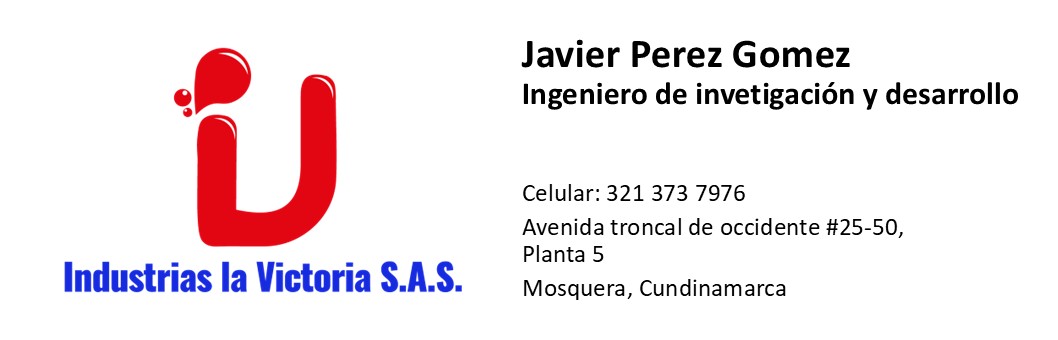 Javier Perez Gomez
Ingeniero de invetigación y desarrollo
Celular: 321 373 7976
Avenida troncal de occidente #25-50,
Planta 5
Mosquera, Cundinamarca
Industrias la Victoria S.A.S.